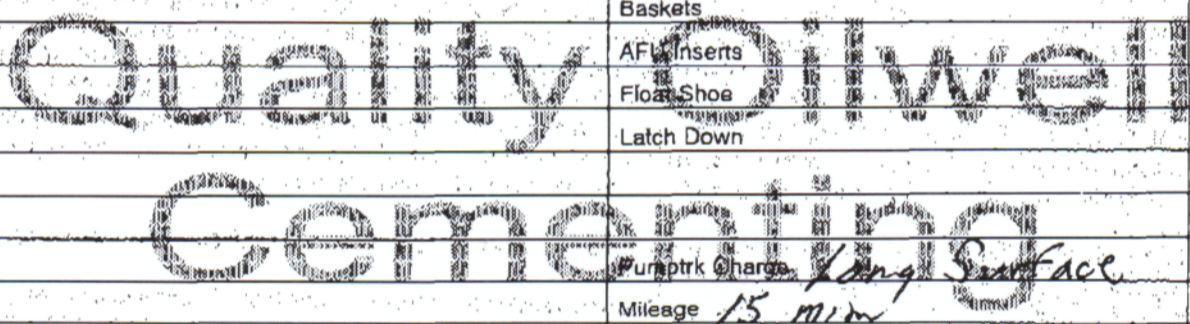 Baskets
Quality Oilwell
AFU Inserts
Float Shoe
Latch Down
Cementing
Pumptrk Charge Long Surface
Mileage 15 min